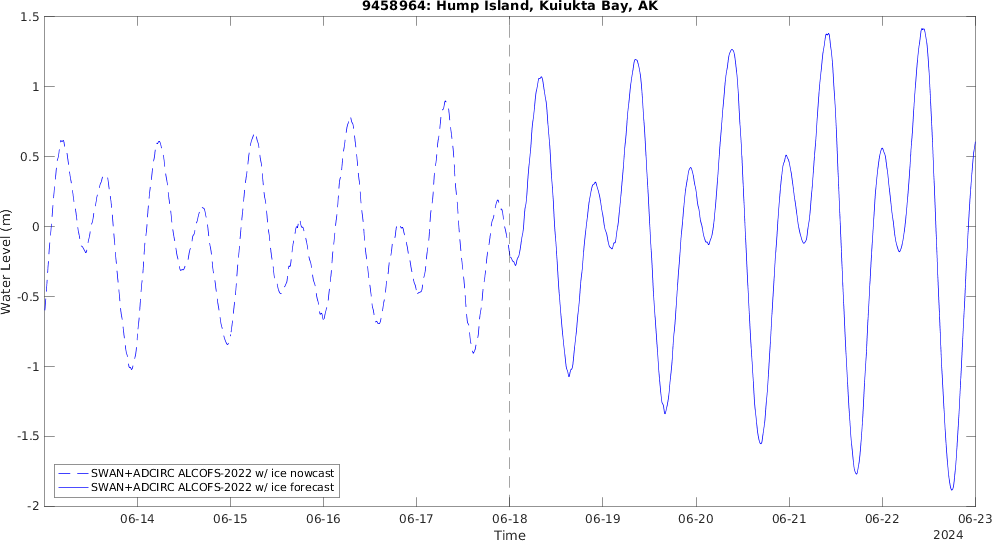 9458964: Hump Island, Kuiukta Bay, AK
1.5
1
0.5
0
-0.5
-1
-1.5
-2
Water Level (m)
SWAN+ADCIRC ALCOFS-2022 w/ ice nowcast
SWAN+ADCIRC ALCOFS-2022 w/ ice forecast
06-14 06-15 06-16 06-17 06-18 06-19 06-20 06-21 06-22 06-23
Time
2024